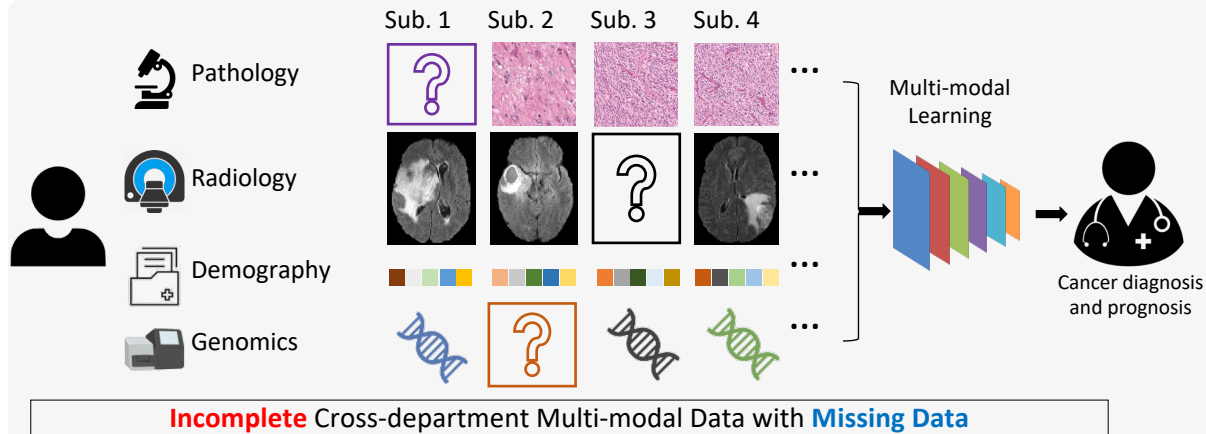 Sub. 1 Sub. 2 Sub. 3 Sub. 4
Pathology
?
...
Multi-modal
Learning
Radiology
?
...
Demography
...
Cancer diagnosis
and prognosis
Genomics
?
...
Incomplete Cross-department Multi-modal Data with Missing Data